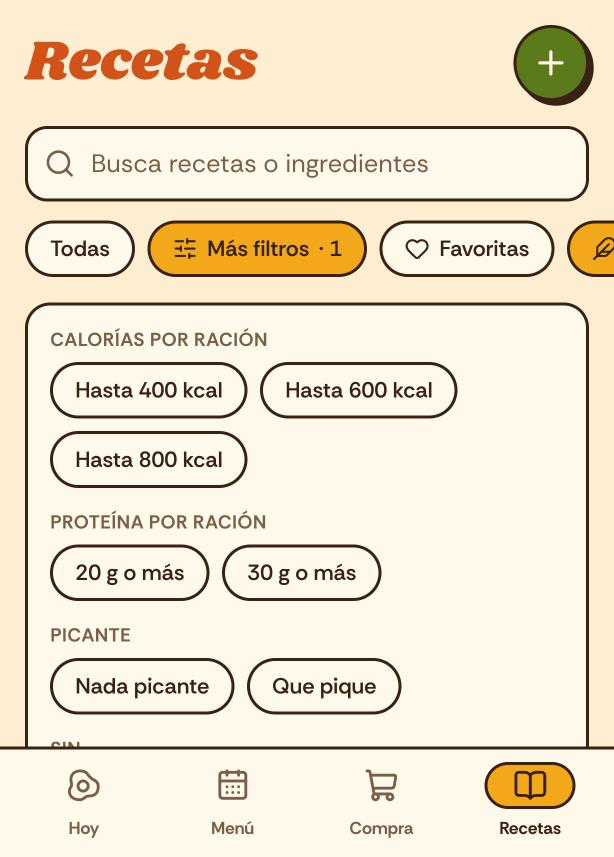 Recetas
Busca recetas o ingredientes
Todas
Más filtros · 1
Favoritas
CALORÍAS POR RACIÓN
Hasta 400 kcal
Hasta 600 kcal
Hasta 800 kcal
PROTEÍNA POR RACIÓN
20 g o más
30 g o más
PICANTE
Nada picante
Que pique
SIN
Hoy
Menú
Compra
Recetas